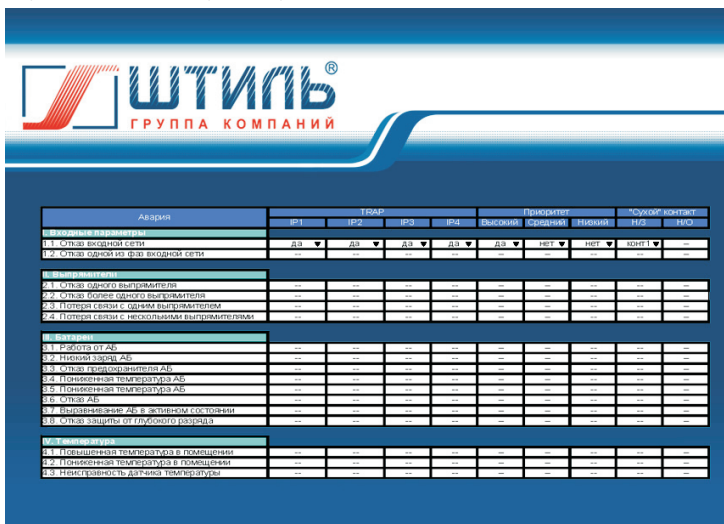 ШТИЛЬ®
ГРУППА КОМПАНИЙ
Авария TRAP Приоритет "Сухой" контакт
IP1 IP2 IP3 IP4 Высокий Средний Низкий Н/З Н/О
I. Входные параметры
1.1. Отказ входной сети да ▼ да ▼ да ▼ да ▼ да ▼ нет ▼ нет ▼ конт1 ▼ --
1.2. Отказ одной из фаз входной сети -- -- -- -- -- -- -- -- --
II. Выпрямители
2.1. Отказ одного выпрямителя -- -- -- -- -- -- -- -- --
2.2. Отказ более одного выпрямителя -- -- -- -- -- -- -- -- --
2.3. Потеря связи с одним выпрямителем -- -- -- -- -- -- -- -- --
2.4. Потеря связи с несколькими выпрямителями -- -- -- -- -- -- -- -- --
III. Батареи
3.1. Работа от АБ -- -- -- -- -- -- -- -- --
3.2. Низкий заряд АБ -- -- -- -- -- -- -- -- --
3.3. Отказ предохранителя АБ -- -- -- -- -- -- -- -- --
3.4. Пониженная температура АБ -- -- -- -- -- -- -- -- --
3.5. Пониженная температура АБ -- -- -- -- -- -- -- -- --
3.6. Отказ АБ -- -- -- -- -- -- -- -- --
3.7. Выравнивание АБ в активном состоянии -- -- -- -- -- -- -- -- --
3.8. Отказ защиты от глубокого разряда -- -- -- -- -- -- -- -- --
IV. Температура
4.1. Повышенная температура в помещении -- -- -- -- -- -- -- -- --
4.2. Пониженная температура в помещении -- -- -- -- -- -- -- -- --
4.3. Неисправность датчика температуры -- -- -- -- -- -- -- -- --